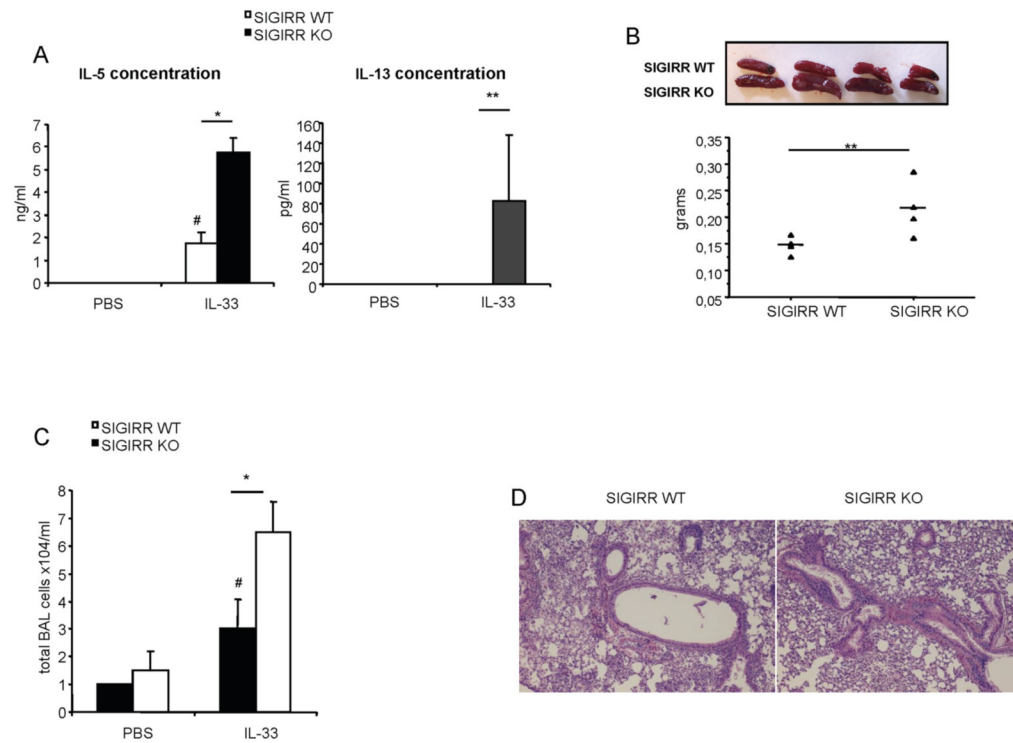 SIGIRR WT
SIGIRR KO
A
IL-5 concentration
IL-13 concentration
*
**
7
6
5
4
3
2
1
0
ng/ml
#
PBS
IL-33
160
140
120
100
80
60
40
20
0
pg/ml
PBS
IL-33
B
SIGIRR WT
SIGIRR KO
**
0,35
0,25
0,20
0,15
0,15
0,05
grams
SIGIRR WT
SIGIRR KO
C
SIGIRR WT
SIGIRR KO
*
8
7
6
5
4
3
2
1
0
total BAL cells x104/ml
#
PBS
IL-33
D
SIGIRR WT
SIGIRR KO